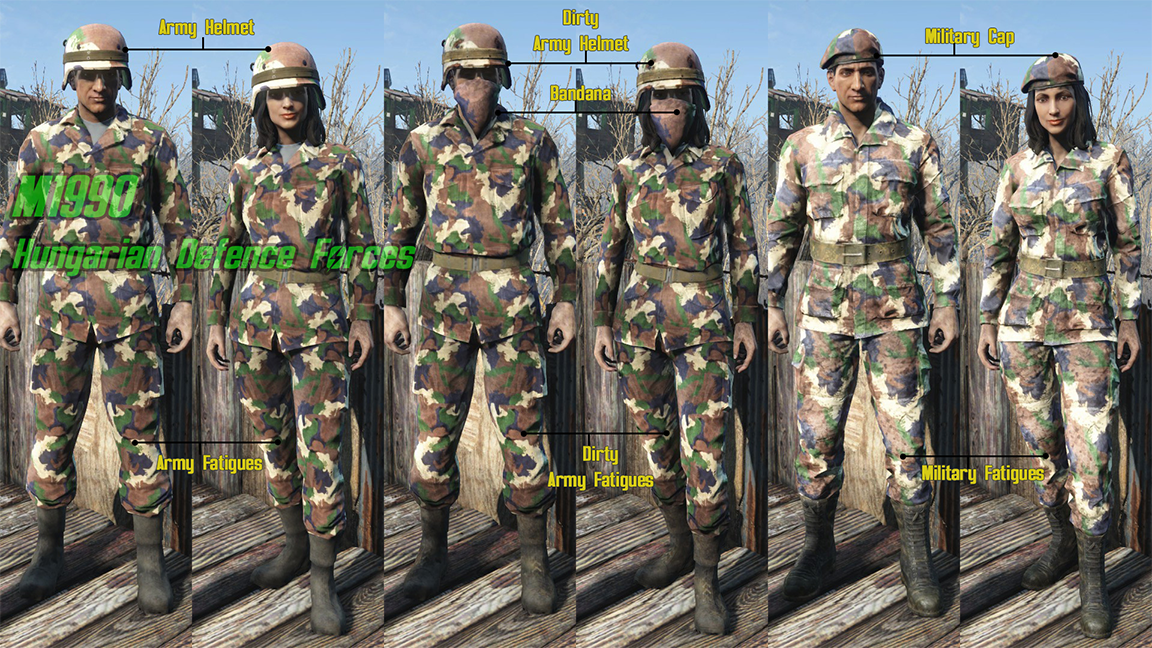 Army Helmet
Dirty
Army Helmet
Bandana
Military Cap
M1990
Hungarian Defence Forces
Army Fatigues
Dirty
Army Fatigues
Military Fatigues